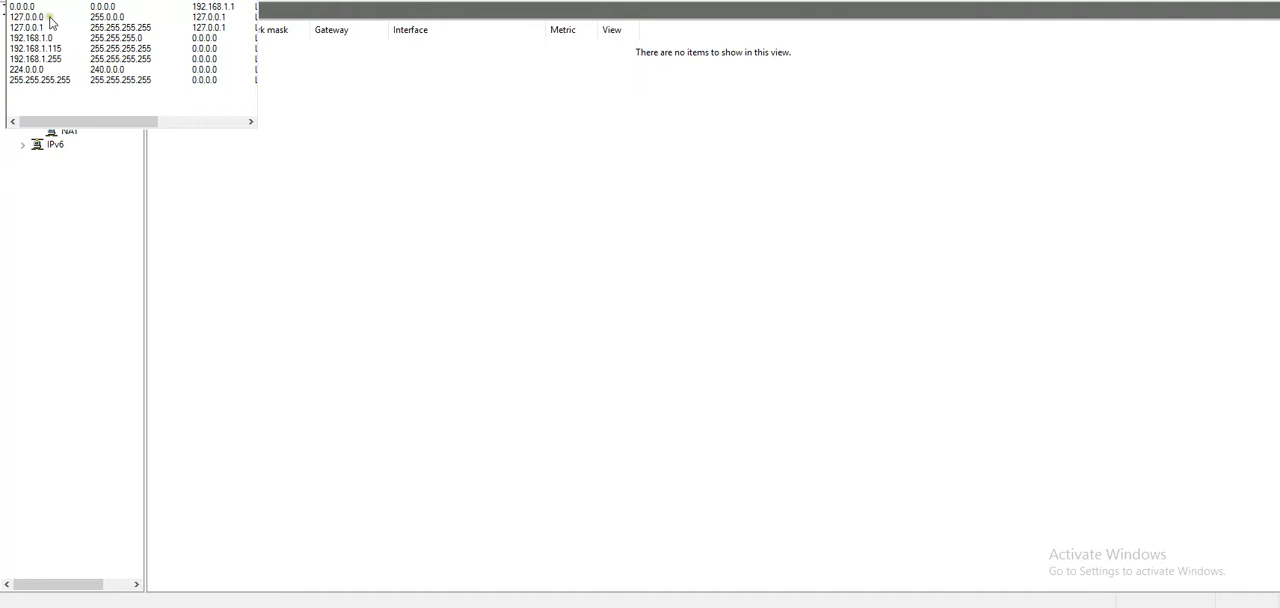 0.0.0.0 0.0.0.0 192.168.1.1
127.0.0.0 255.0.0.0 127.0.0.1
127.0.0.1 255.255.255.255 127.0.0.1
192.168.1.0 255.255.255.0 0.0.0.0
192.168.1.115 255.255.255.255 0.0.0.0
192.168.1.255 255.255.255.255 0.0.0.0
224.0.0.0 240.0.0.0 0.0.0.0
255.255.255.255 255.255.255.255 0.0.0.0
rk mask Gateway Interface Metric View
There are no items to show in this view.
NAT
IPv6
Activate Windows
Go to Settings to activate Windows.